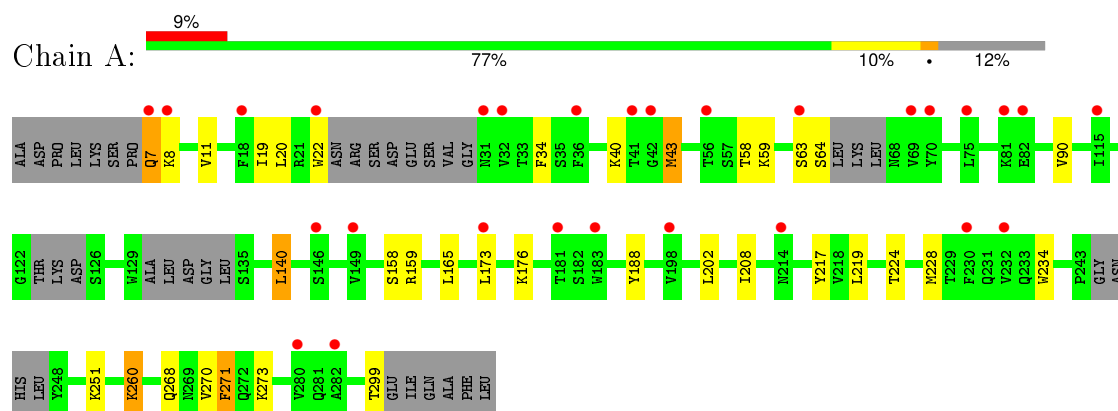 9%
Chain A:
77% 10% • 12%
ALA ASP PRO LEU LYS SER PRO Q7 K8 V11 F18 I19 L20 R21 W22 ASN ARG SER ASP GLU SER VAL GLY N31 V32 T33 F34 S35 F36 K40 T41 G42 M43 T56 S57 T58 K59 S63 S64 LEU LYS LEU N68 V69 Y70 L75 K81 E82 V90 I115
G122 THR LYS ASP S126 W129 ALA LEU ASP GLY LEU S135 L140 S146 V149 S158 R159 L165 L173 K176 T181 S182 W183 Y188 V198 L202 I208 N214 Y217 V218 L219 T224 M228 T229 F230 Q231 V232 Q233 W234 P243 GLY ASN
HIS LEU Y248 K251 K260 Q268 N269 V270 F271 Q272 K273 V280 Q281 A282 T299 GLU ILE GLN ALA PHE LEU